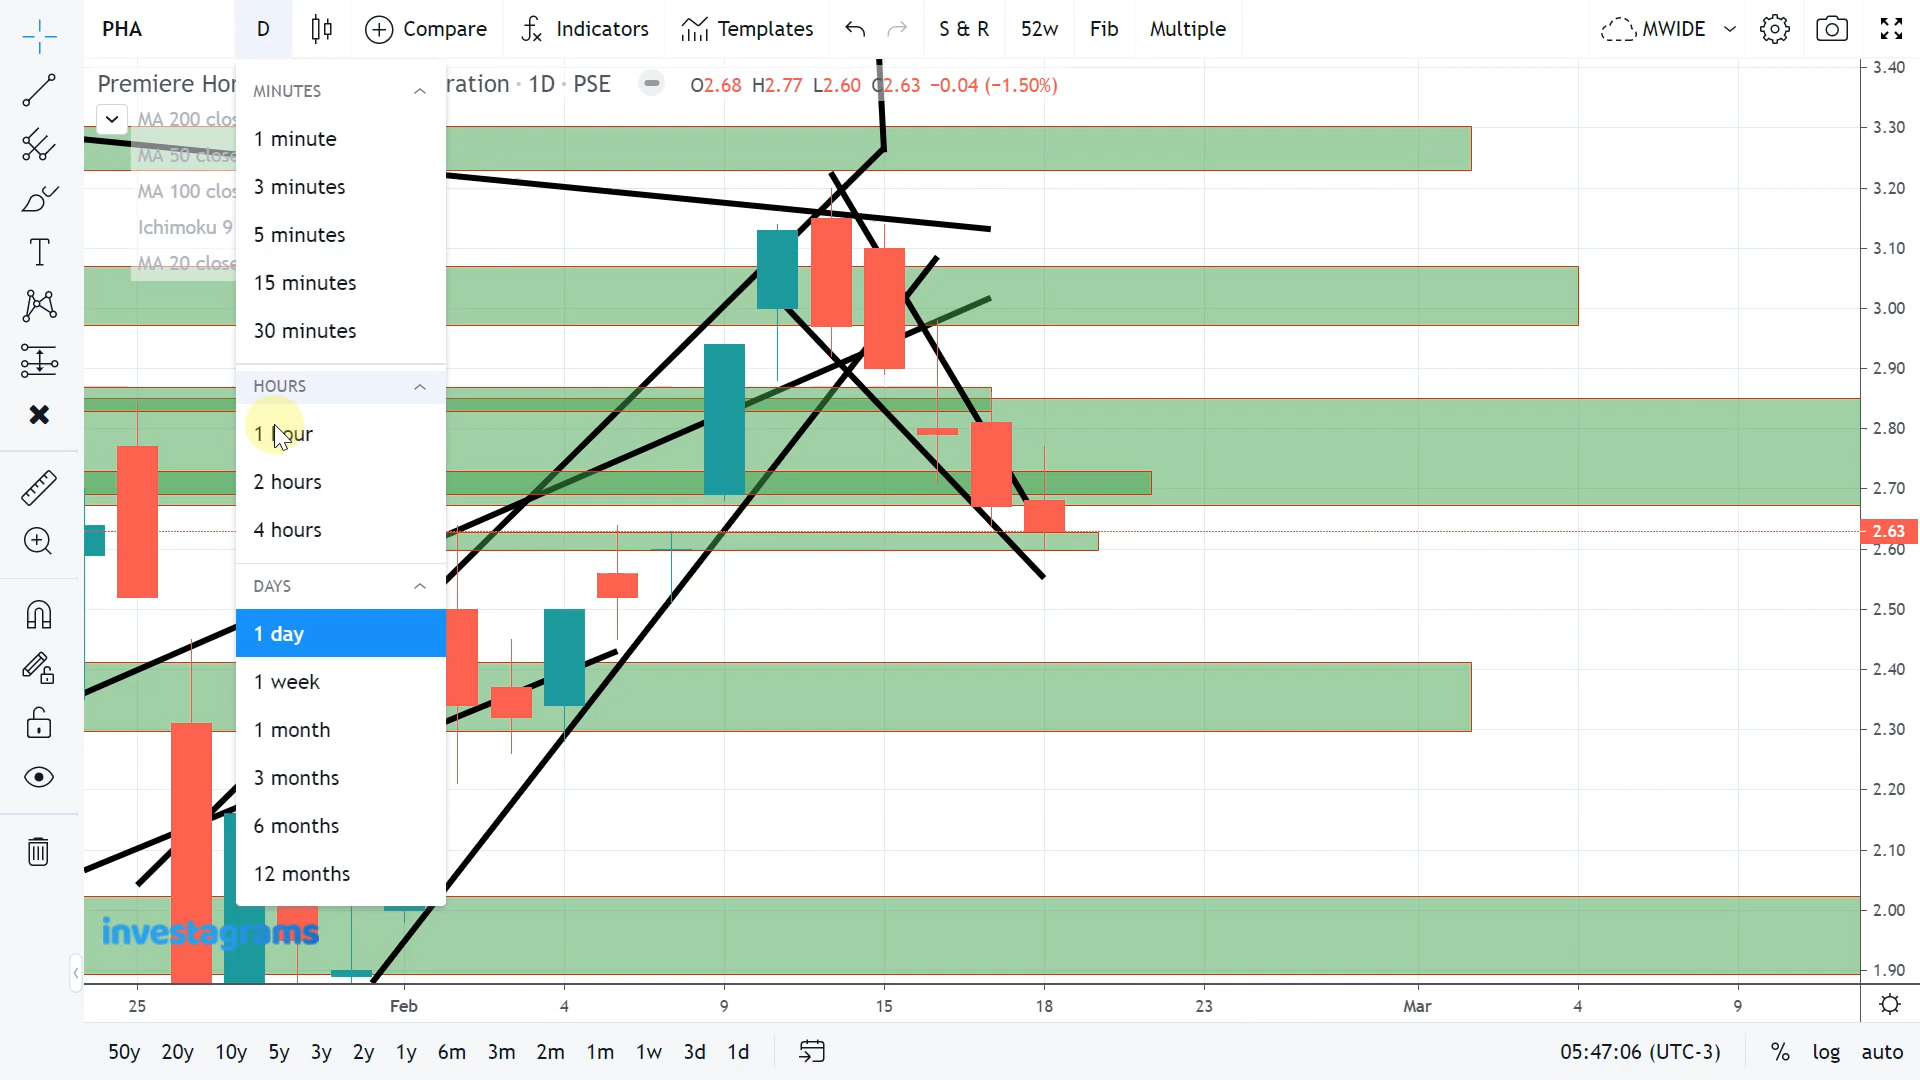 PHA D Compare Indicators Templates S & R 52w Fib Multiple MWIDE
Premiere Hor ration · 1D · PSE O2.68 H2.77 L2.60 C2.63 −0.04 (−1.50%)
MA 200 clos
MA 50 close
MA 100 clos
Ichimoku 9
MA 20 close
MINUTES
1 minute
3 minutes
5 minutes
15 minutes
30 minutes
HOURS
1 hour
2 hours
4 hours
DAYS
1 day
1 week
1 month
3 months
6 months
12 months
3.40
3.30
3.20
3.10
3.00
2.90
2.80
2.70
2.63
2.60
2.50
2.40
2.30
2.20
2.10
2.00
1.90
investagrams
25 Feb 4 9 15 18 23 Mar 4 9
50y 20y 10y 5y 3y 2y 1y 6m 3m 2m 1m 1w 3d 1d 05:47:06 (UTC-3) % log auto